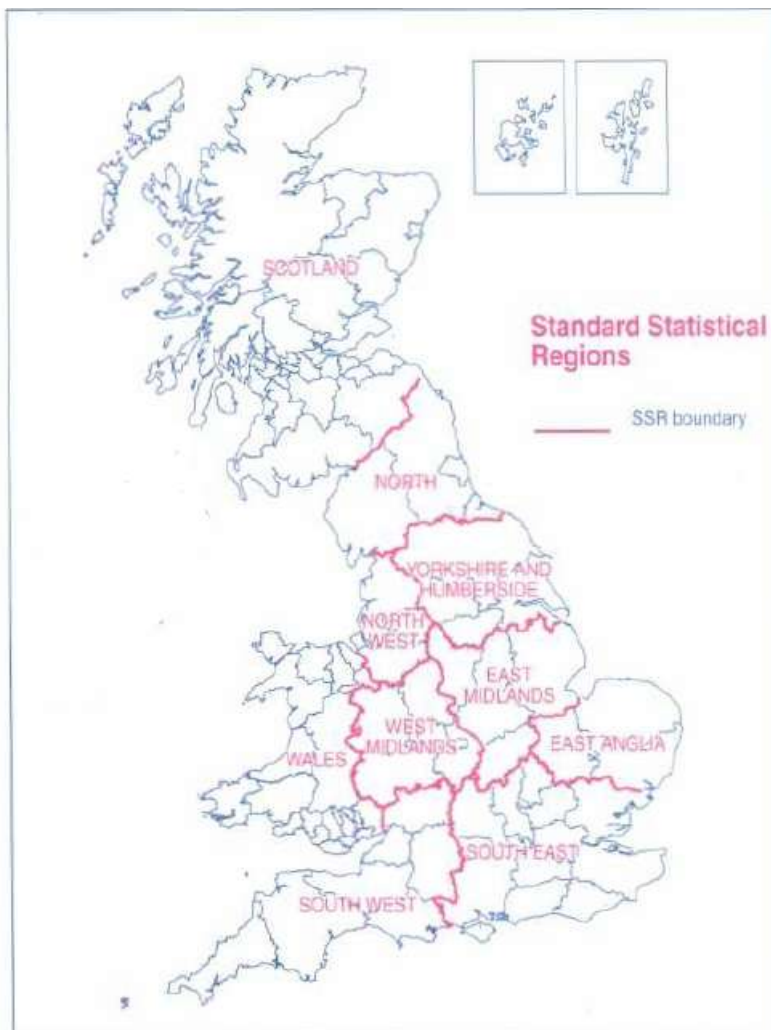 SCOTLAND
Standard Statistical
Regions
SSR boundary
NORTH
YORKSHIRE AND
HUMBERSIDE
NORTH
WEST
EAST
MIDLANDS
WEST
MIDLANDS
EAST ANGLIA
WALES
SOUTH EAST
SOUTH WEST